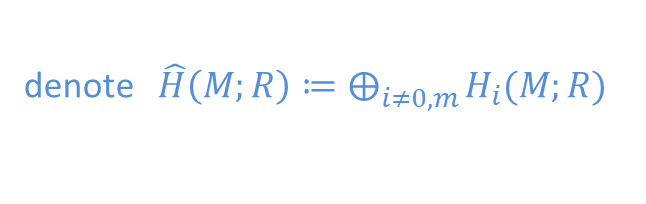 denote Ĥ(M; R) ≔ ⊕_{i≠0,m} H_i(M; R)